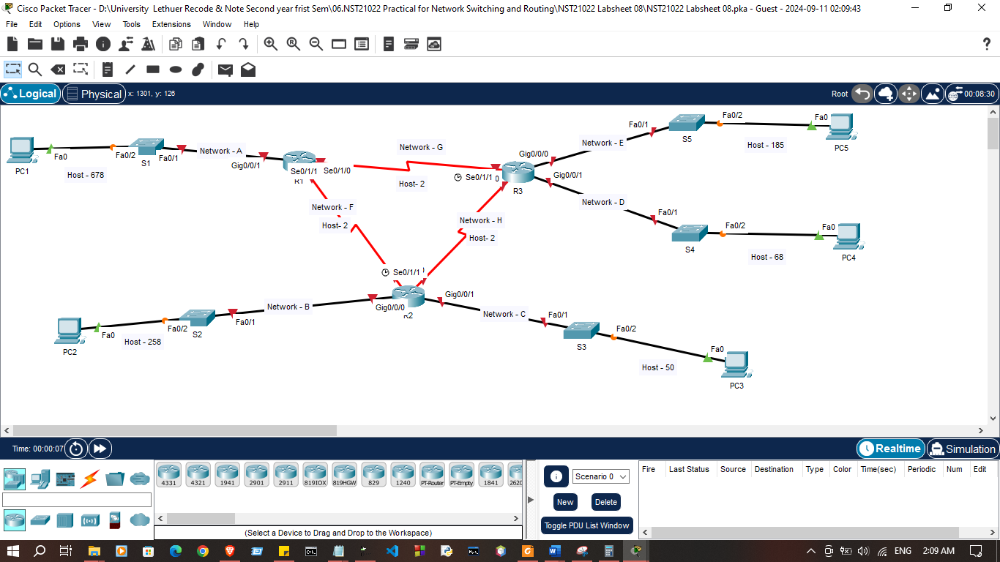 Cisco Packet Tracer - D:\University Lethuer Recode & Note Second year frist Sem\06.NST21022 Practical for Network Switching and Routing\NST21022 Labsheet 08\NST21022 Labsheet 08.pka - Guest - 2024-09-11 02:09:43
File Edit Options View Tools Extensions Window Help
Logical Physical x: 1301, y: 126 Root 00:08:30
PC1 Fa0 Fa0/2 S1 Fa0/1 Network - A Gig0/0/1 Se0/1/1 Se0/1/0
R1
Host - 678
Network - G
Host- 2
Se0/1/1 0
R3
Gig0/0/0
Gig0/0/1
Network - E
Fa0/1
S5
Fa0/2
Host - 185
Fa0
PC5
Network - D
Fa0/1
S4
Fa0/2
Host - 68
Fa0
PC4
Network - F
Host- 2
Network - H
Host- 2
Se0/1/1
R2
Gig0/0/0
Gig0/0/1
Network - B
Fa0/1
S2
Fa0/2
Host - 258
Fa0
PC2
Network - C
Fa0/1
S3
Fa0/2
Host - 50
Fa0
PC3
Time: 00:00:07 Realtime Simulation
4331 4321 1941 2901 2911 819IOX 819HGW 829 1240 PT-Router PT-Empty 1841 2620
(Select a Device to Drag and Drop to the Workspace)
Scenario 0
New Delete
Toggle PDU List Window
Fire Last Status Source Destination Type Color Time(sec) Periodic Num Edit
ENG 2:09 AM